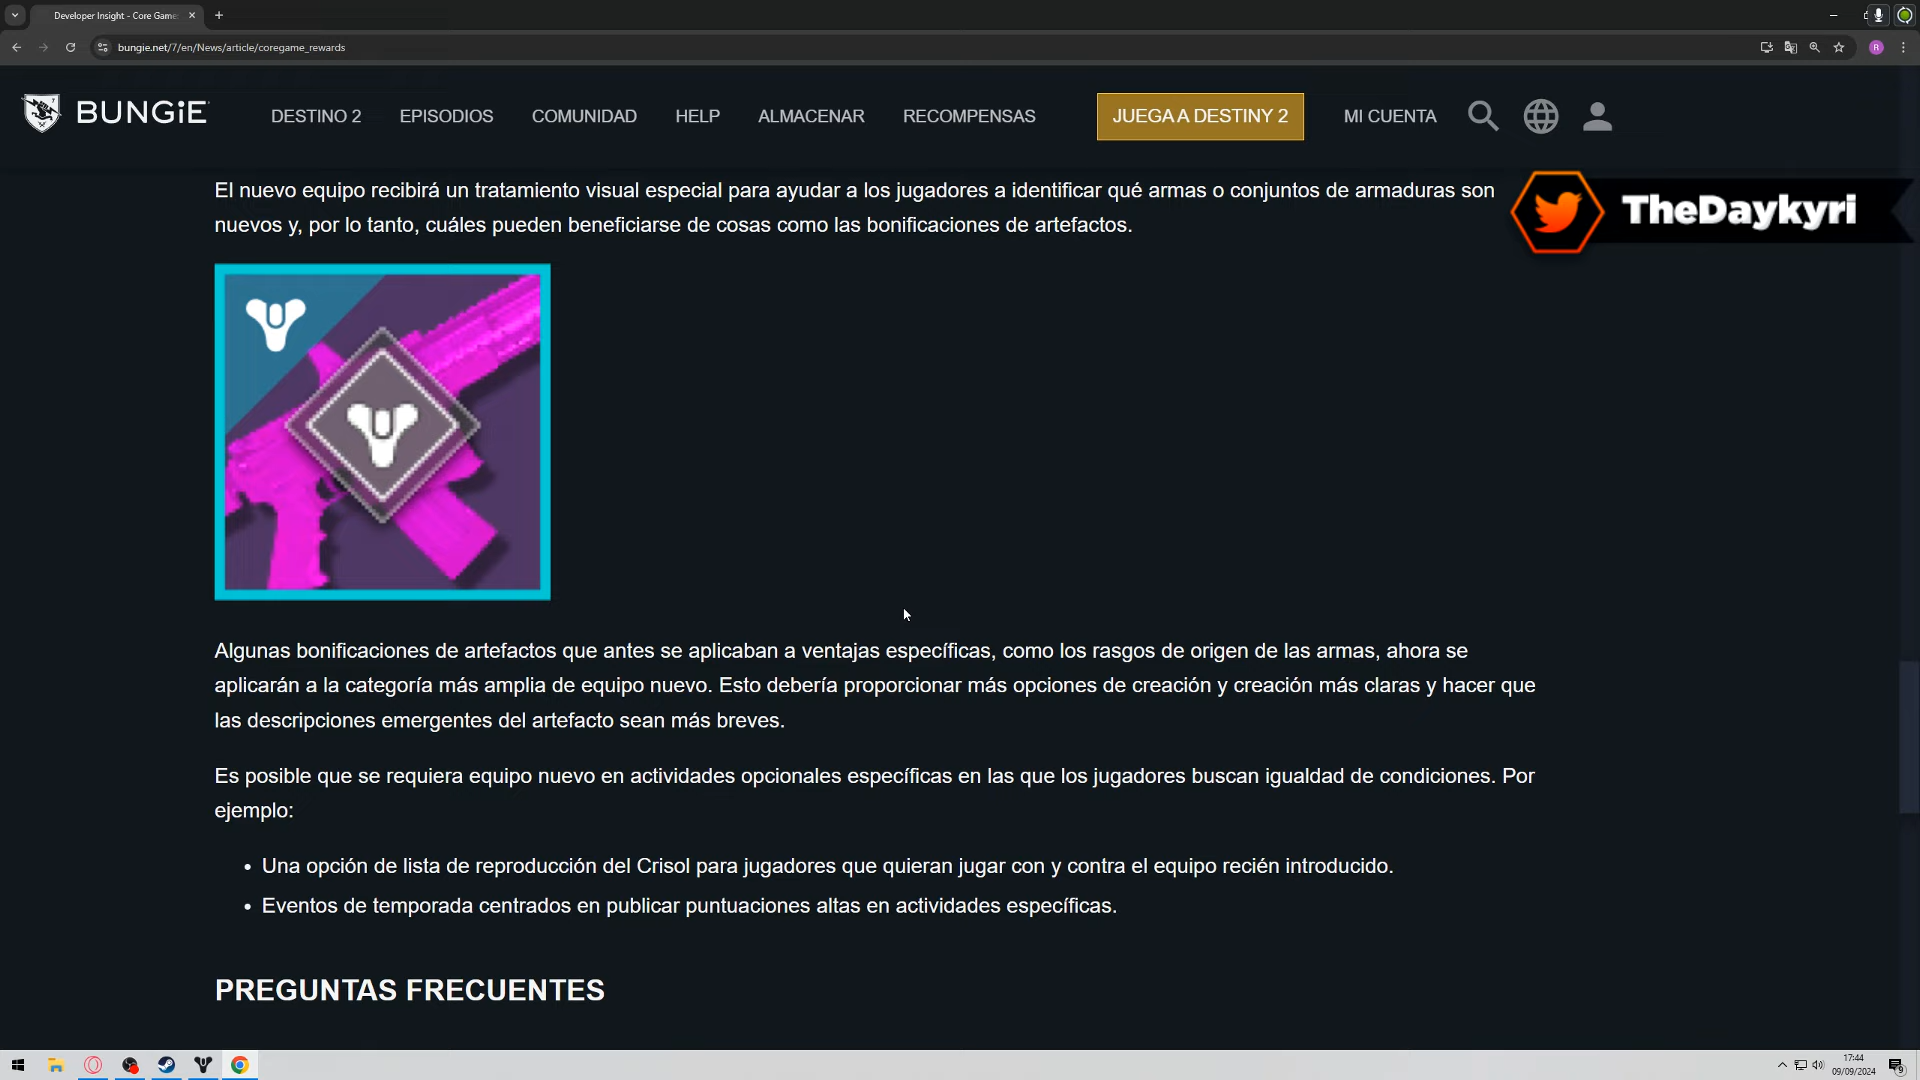 Developer Insight - Core Game
bungie.net/7/en/News/article/coregame_rewards
R
BUNGiE
DESTINO 2
EPISODIOS
COMUNIDAD
HELP
ALMACENAR
RECOMPENSAS
JUEGA A DESTINY 2
MI CUENTA
El nuevo equipo recibirá un tratamiento visual especial para ayudar a los jugadores a identificar qué armas o conjuntos de armaduras son
nuevos y, por lo tanto, cuáles pueden beneficiarse de cosas como las bonificaciones de artefactos.
TheDaykyri
Algunas bonificaciones de artefactos que antes se aplicaban a ventajas específicas, como los rasgos de origen de las armas, ahora se
aplicarán a la categoría más amplia de equipo nuevo. Esto debería proporcionar más opciones de creación y creación más claras y hacer que
las descripciones emergentes del artefacto sean más breves.
Es posible que se requiera equipo nuevo en actividades opcionales específicas en las que los jugadores buscan igualdad de condiciones. Por
ejemplo:
• Una opción de lista de reproducción del Crisol para jugadores que quieran jugar con y contra el equipo recién introducido.
• Eventos de temporada centrados en publicar puntuaciones altas en actividades específicas.
PREGUNTAS FRECUENTES
17:44
09/09/2024
9